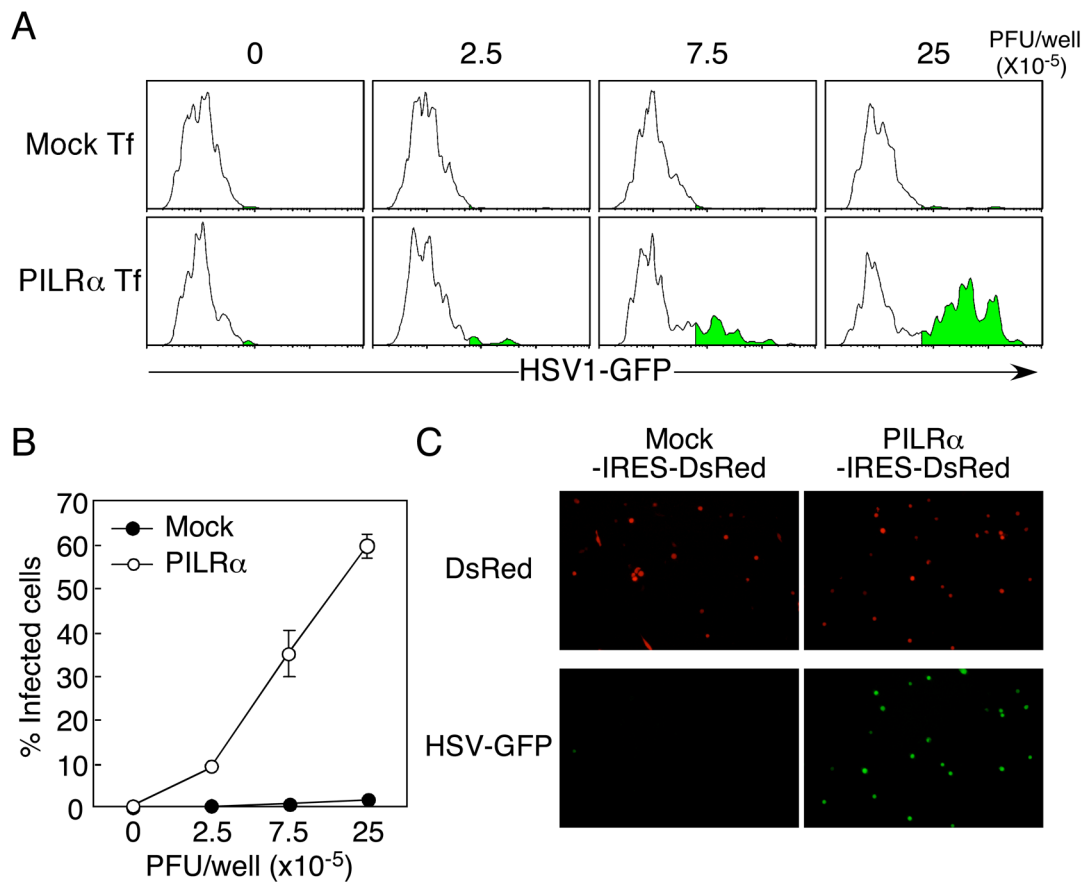 A
0 2.5 7.5 25 PFU/well
(X10-5)
Mock Tf
PILRα Tf
HSV1-GFP
B
70
60
50
40
30
20
10
0
% Infected cells
Mock
PILRα
0 2.5 7.5 25
PFU/well (x10-5)
C
Mock
-IRES-DsRed
PILRα
-IRES-DsRed
DsRed
HSV-GFP